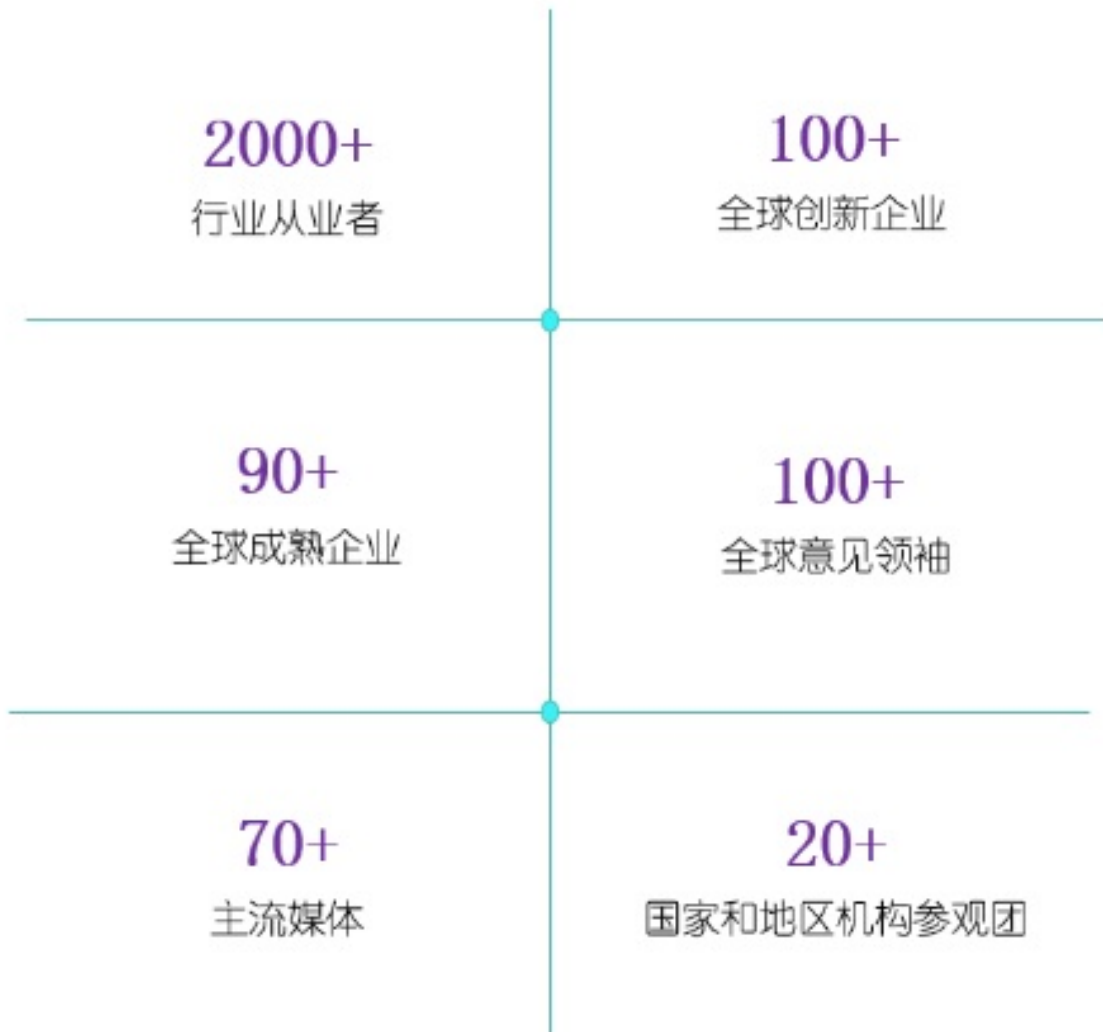 2000+
行业从业者
100+
全球创新企业
90+
全球成熟企业
100+
全球意见领袖
70+
主流媒体
20+
国家和地区机构参观团